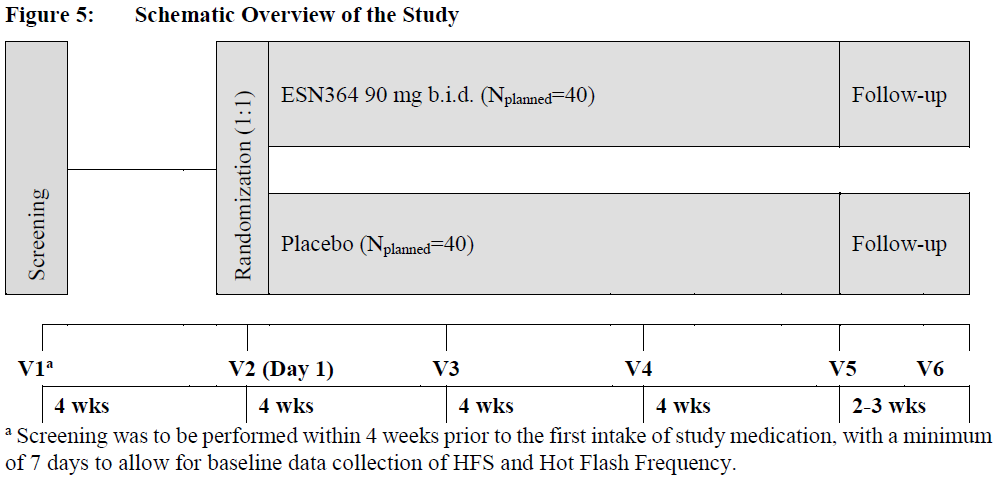 Figure 5: Schematic Overview of the Study
Screening
Randomization (1:1)
ESN364 90 mg b.i.d. (Nplanned=40)
Follow-up
Placebo (Nplanned=40)
Follow-up
V1a
V2 (Day 1)
V3
V4
V5
V6
4 wks
4 wks
4 wks
4 wks
2-3 wks
a Screening was to be performed within 4 weeks prior to the first intake of study medication, with a minimum
of 7 days to allow for baseline data collection of HFS and Hot Flash Frequency.